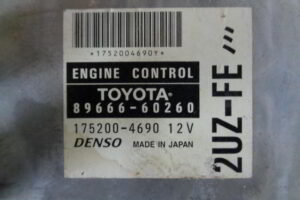 *1752004690Y*
ENGINE CONTROL
TOYOTA®
89666-60260
175200-4690 12V
DENSO MADE IN JAPAN
2UZ-FE